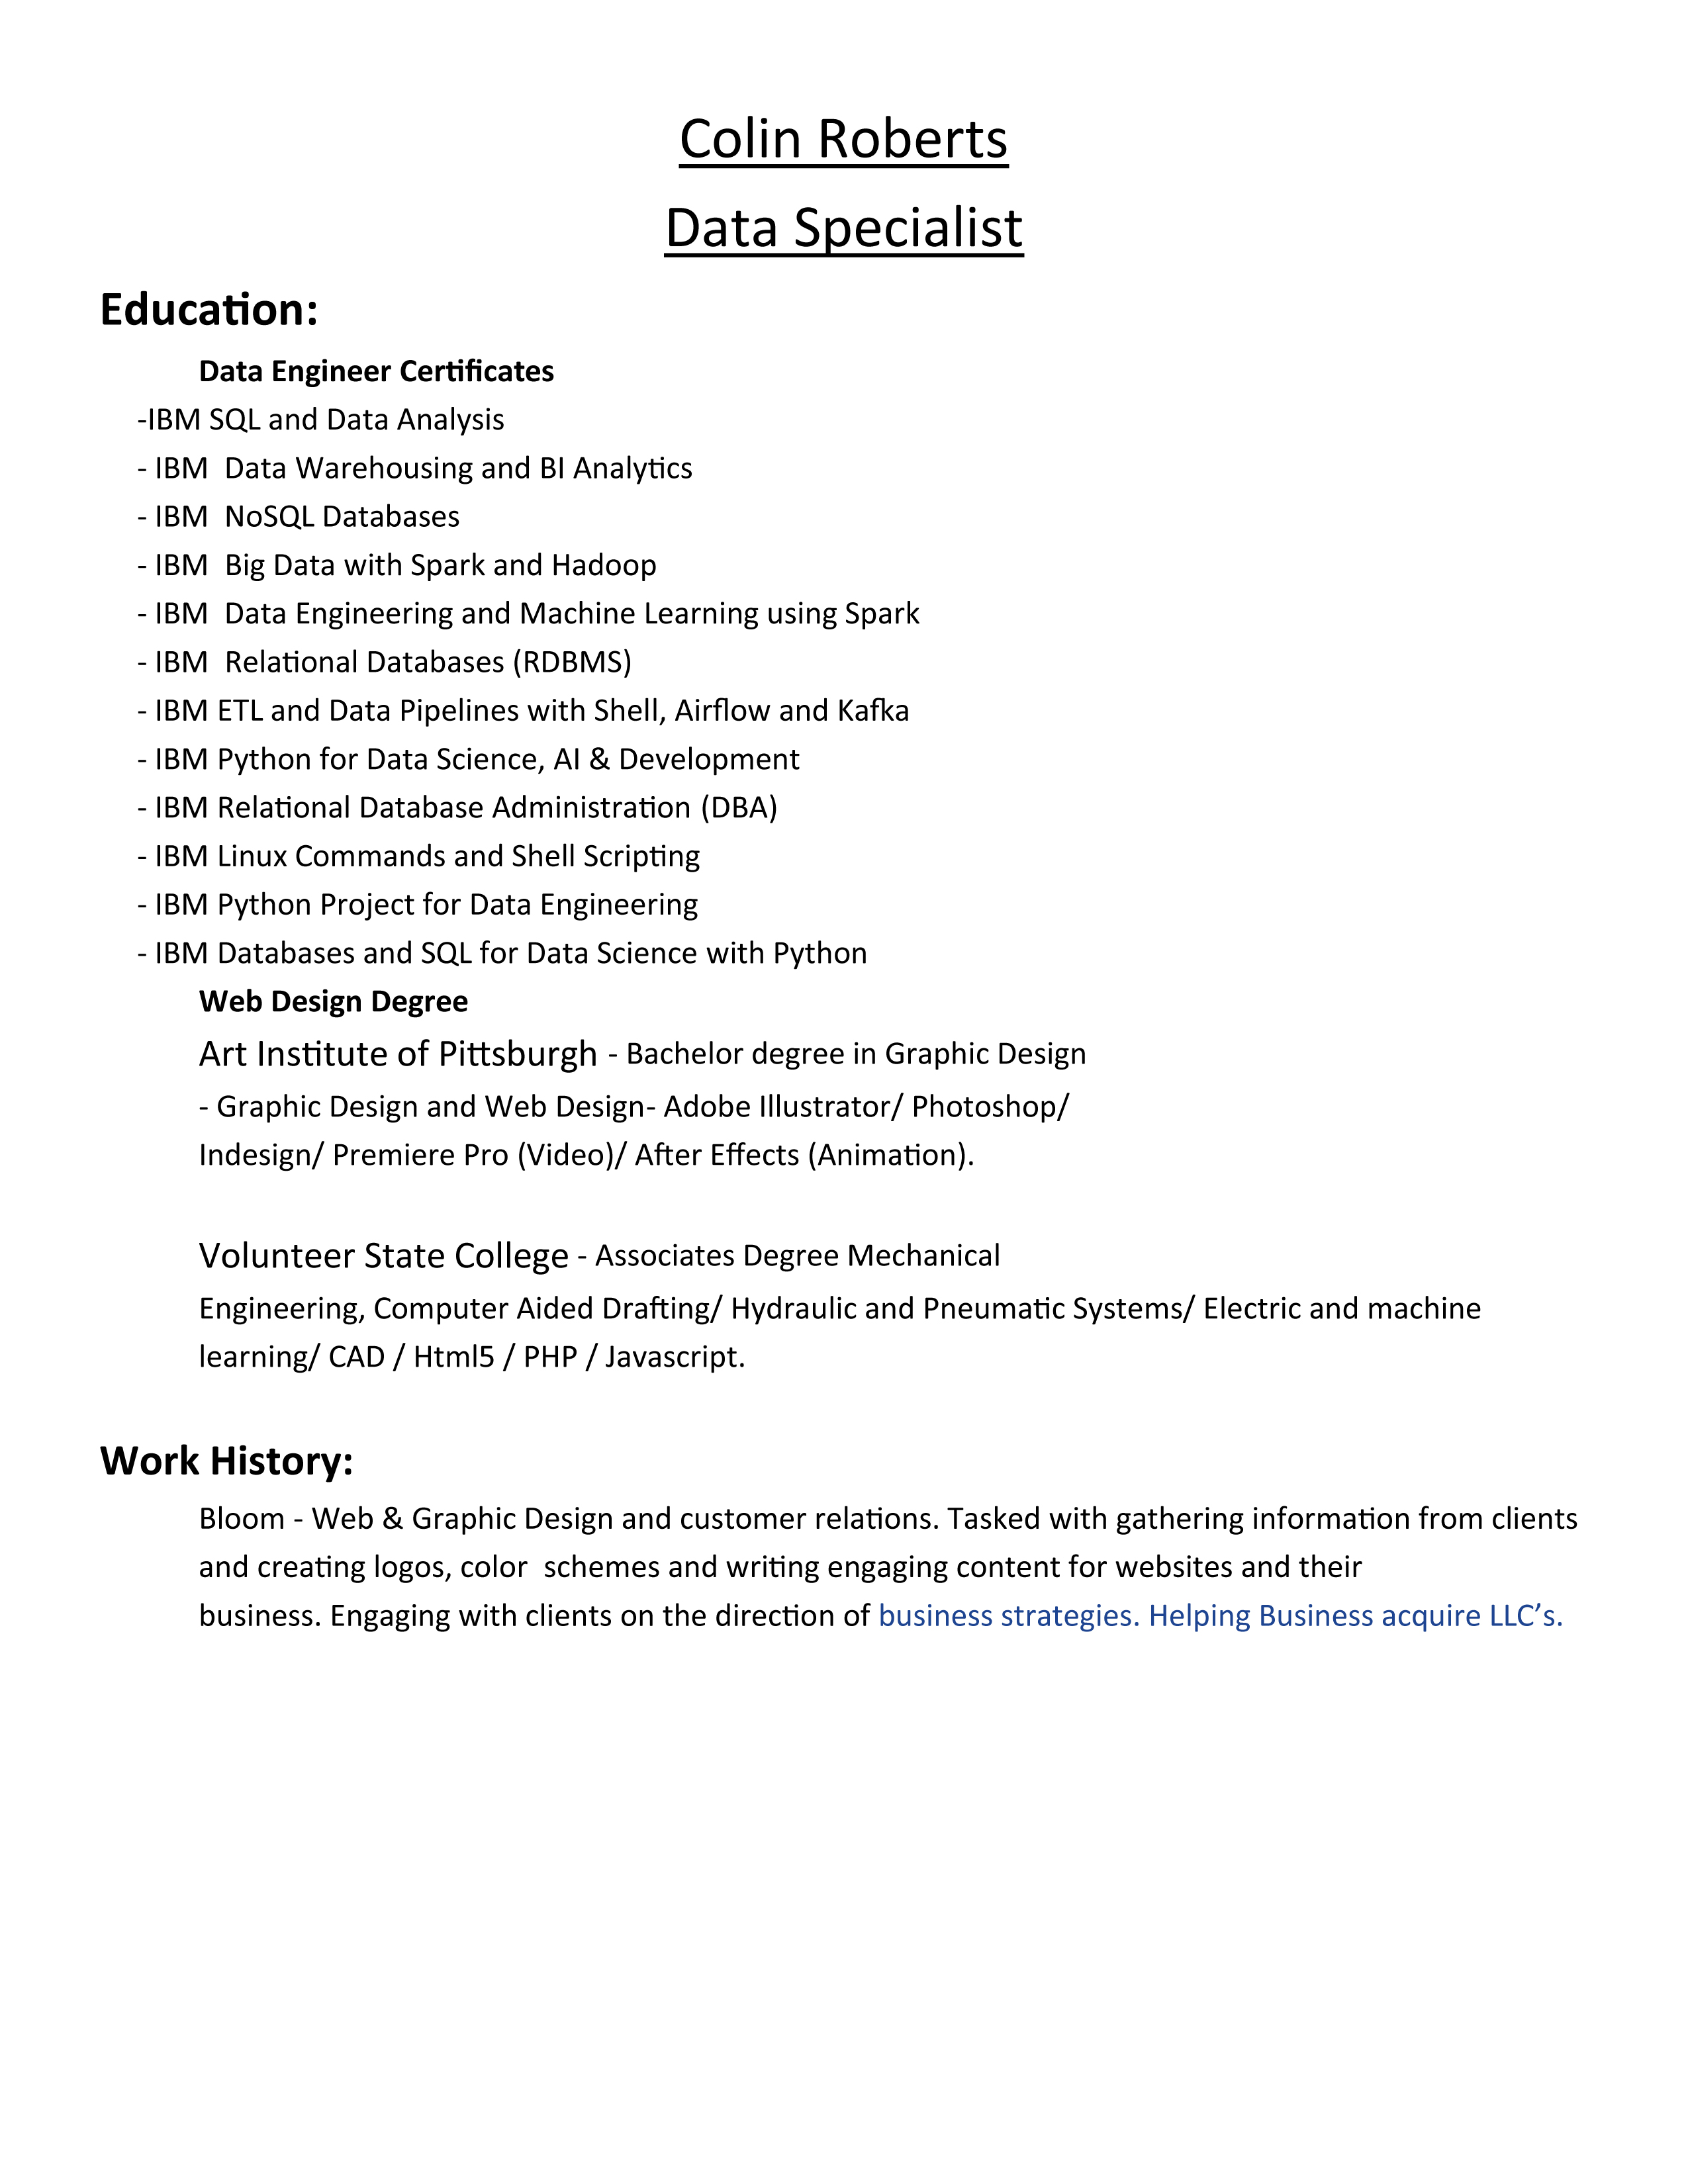 Colin Roberts
Data Specialist
Education:
Data Engineer Certificates
-IBM SQL and Data Analysis
- IBM  Data Warehousing and BI Analytics
- IBM  NoSQL Databases
- IBM  Big Data with Spark and Hadoop
- IBM  Data Engineering and Machine Learning using Spark
- IBM  Relational Databases (RDBMS)
- IBM ETL and Data Pipelines with Shell, Airflow and Kafka
- IBM Python for Data Science, AI & Development
- IBM Relational Database Administration (DBA)
- IBM Linux Commands and Shell Scripting
- IBM Python Project for Data Engineering
- IBM Databases and SQL for Data Science with Python
Web Design Degree
Art Institute of Pittsburgh - Bachelor degree in Graphic Design
- Graphic Design and Web Design- Adobe Illustrator/ Photoshop/
Indesign/ Premiere Pro (Video)/ After Effects (Animation).
Volunteer State College - Associates Degree Mechanical
Engineering, Computer Aided Drafting/ Hydraulic and Pneumatic Systems/ Electric and machine
learning/ CAD / Html5 / PHP / Javascript.
Work History:
Bloom - Web & Graphic Design and customer relations. Tasked with gathering information from clients
and creating logos, color  schemes and writing engaging content for websites and their
business. Engaging with clients on the direction of business strategies. Helping Business acquire LLC’s.